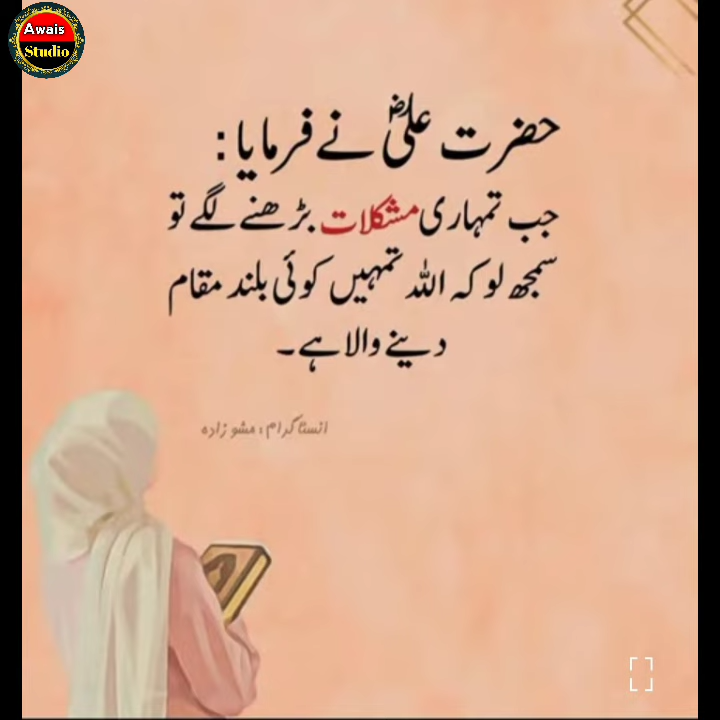 Awais
Studio
حضرت علیؓ نے فرمایا :
جب تمہاری مشکلات بڑھنے لگے تو
سمجھ لو کہ اللہ تمہیں کوئی بلند مقام
دینے والا ہے۔
انسٹاگرام : مشو زادہ